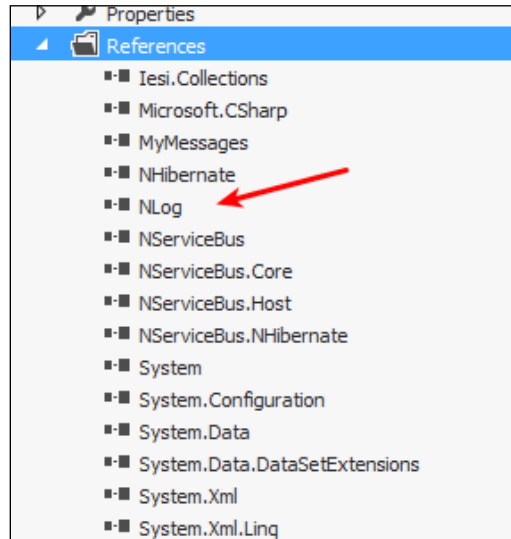 Properties
References
Iesi.Collections
Microsoft.CSharp
MyMessages
NHibernate
NLog
NServiceBus
NServiceBus.Core
NServiceBus.Host
NServiceBus.NHibernate
System
System.Configuration
System.Data
System.Data.DataSetExtensions
System.Xml
System.Xml.Linq